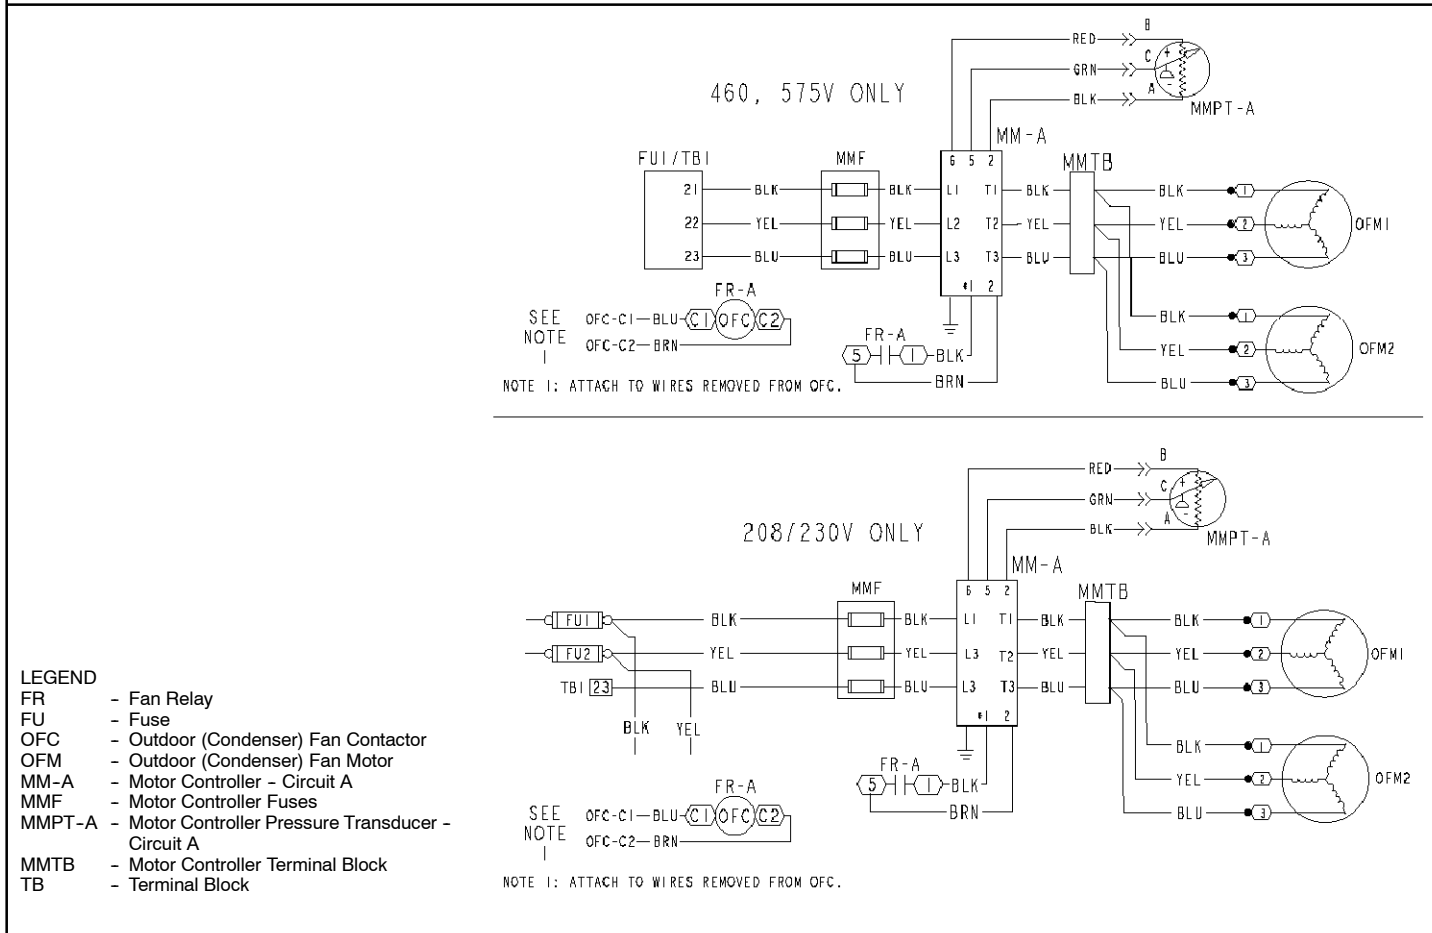 460, 575V ONLY
RED
B
GRN
C
+
-
BLK
A
MMPT-A
MM-A
FU1/TB1
MMF
6 5 2
MMTB
21 BLK BLK L1 T1 BLK BLK 1
22 YEL YEL L2 T2 YEL YEL 2 OFM1
23 BLU BLU L3 T3 BLU BLU 3
*1 2
FR-A
SEE NOTE 1
OFC-C1 BLU C1 OFC C2
OFC-C2 BRN
FR-A
5 1 BLK
BRN
BLK 1
YEL 2 OFM2
BLU 3
NOTE 1: ATTACH TO WIRES REMOVED FROM OFC.
208/230V ONLY
RED
B
GRN
C
+
-
BLK
A
MMPT-A
MM-A
MMF
6 5 2
MMTB
FU1 BLK BLK L1 T1 BLK BLK 1
FU2 YEL YEL L3 T2 YEL YEL 2 OFM1
TB1 23 BLU BLU L3 T3 BLU BLU 3
BLK YEL
*1 2
FR-A
5 1 BLK
BRN
BLK 1
YEL 2 OFM2
BLU 3
FR-A
SEE NOTE 1
OFC-C1 BLU C1 OFC C2
OFC-C2 BRN
NOTE 1: ATTACH TO WIRES REMOVED FROM OFC.
LEGEND
FR - Fan Relay
FU - Fuse
OFC - Outdoor (Condenser) Fan Contactor
OFM - Outdoor (Condenser) Fan Motor
MM-A - Motor Controller - Circuit A
MMF - Motor Controller Fuses
MMPT-A - Motor Controller Pressure Transducer -
Circuit A
MMTB - Motor Controller Terminal Block
TB - Terminal Block